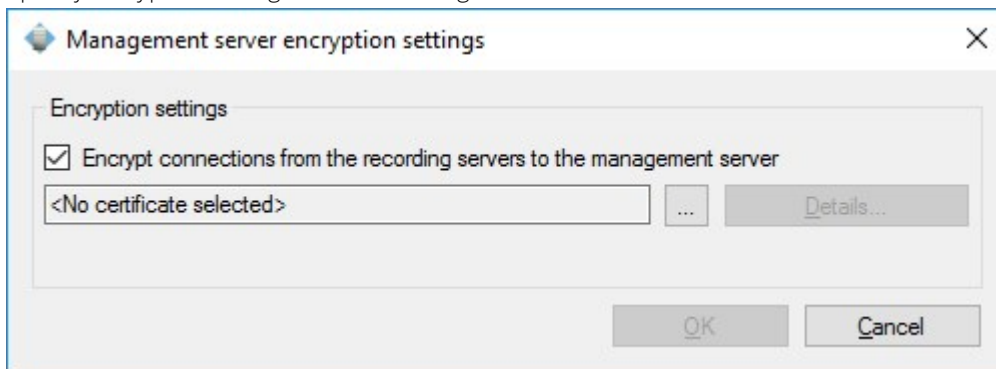 Management server encryption settings
Encryption settings
Encrypt connections from the recording servers to the management server
<No certificate selected>
...
Details...
OK
Cancel